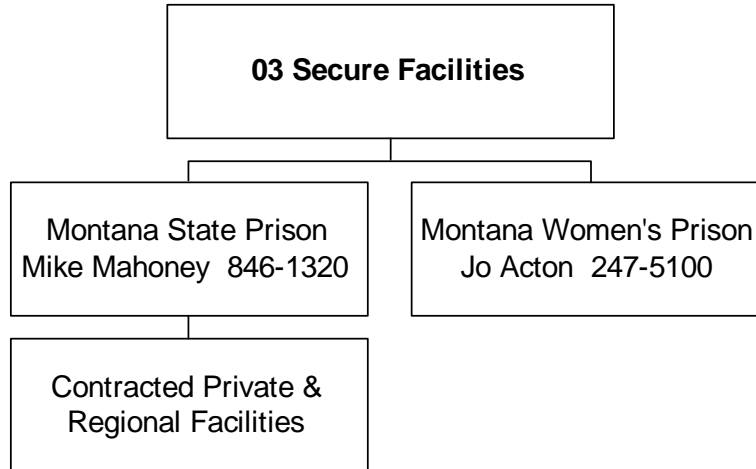 03 Secure Facilities
Montana State Prison
Mike Mahoney 846-1320
Montana Women's Prison
Jo Acton 247-5100
Contracted Private &
Regional Facilities